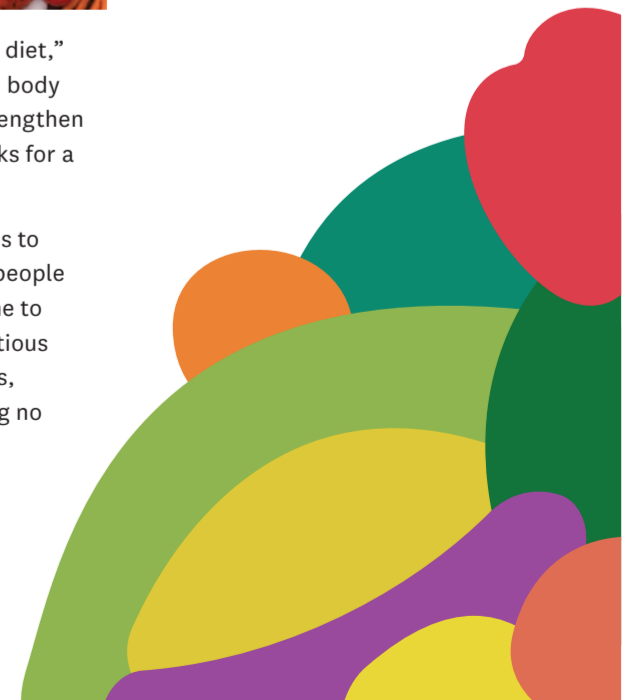 diet,”
body
engthen
ks for a
s to
people
e to
tious
s,
g no